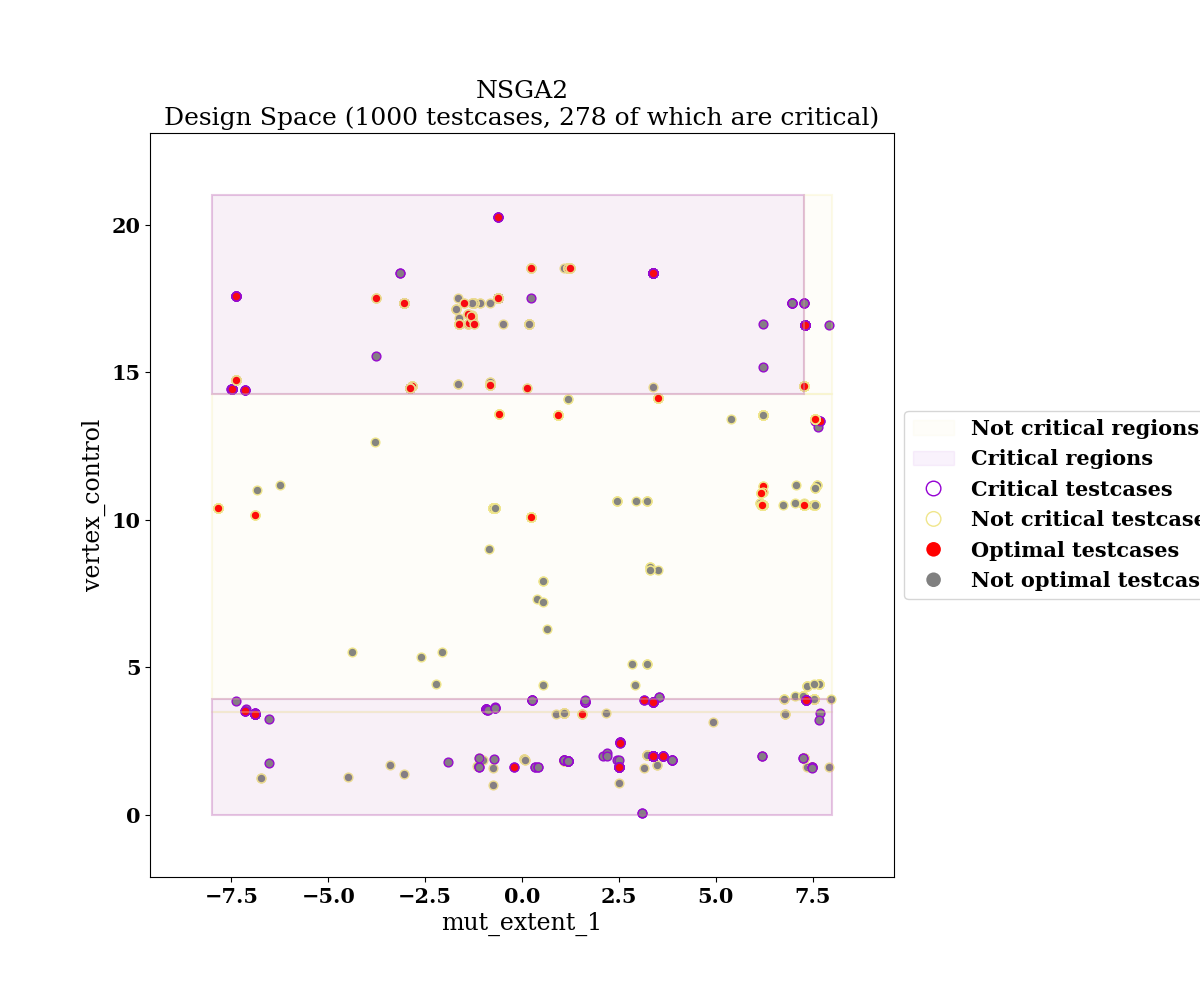 NSGA2
Design Space (1000 testcases, 278 of which are critical)
vertex_control
20
15
10
5
0
−7.5
−5.0
−2.5
0.0
2.5
5.0
7.5
mut_extent_1
Not critical regions
Critical regions
Critical testcases
Not critical testcase
Optimal testcases
Not optimal testcas